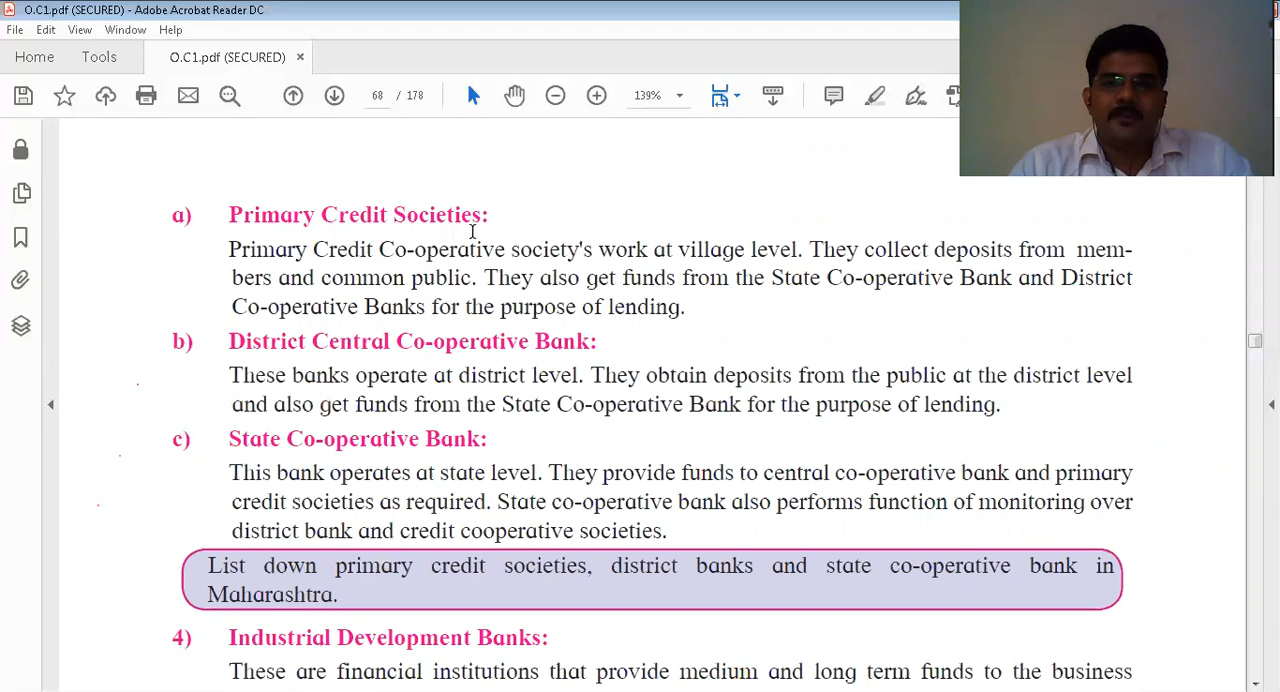 O.C1.pdf (SECURED) - Adobe Acrobat Reader DC
File Edit View Window Help
Home Tools O.C1.pdf (SECURED) ×
68 / 178 139%
a) Primary Credit Societies:
Primary Credit Co-operative society's work at village level. They collect deposits from mem-
bers and common public. They also get funds from the State Co-operative Bank and District
Co-operative Banks for the purpose of lending.
b) District Central Co-operative Bank:
These banks operate at district level. They obtain deposits from the public at the district level
and also get funds from the State Co-operative Bank for the purpose of lending.
c) State Co-operative Bank:
This bank operates at state level. They provide funds to central co-operative bank and primary
credit societies as required. State co-operative bank also performs function of monitoring over
district bank and credit cooperative societies.
List down primary credit societies, district banks and state co-operative bank in
Maharashtra.
4) Industrial Development Banks:
These are financial institutions that provide medium and long term funds to the business